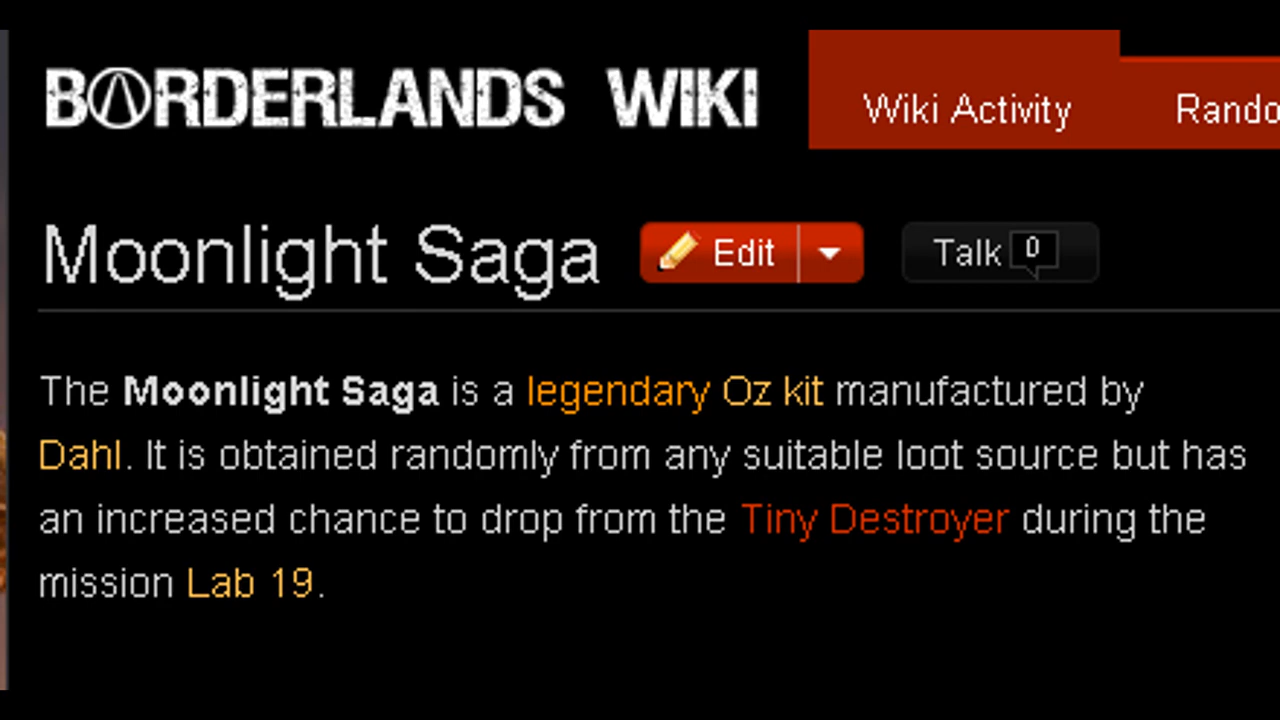 BORDERLANDS WIKI
Wiki Activity Rando
Moonlight Saga Edit Talk 0
The Moonlight Saga is a legendary Oz kit manufactured by
Dahl. It is obtained randomly from any suitable loot source but has
an increased chance to drop from the Tiny Destroyer during the
mission Lab 19.